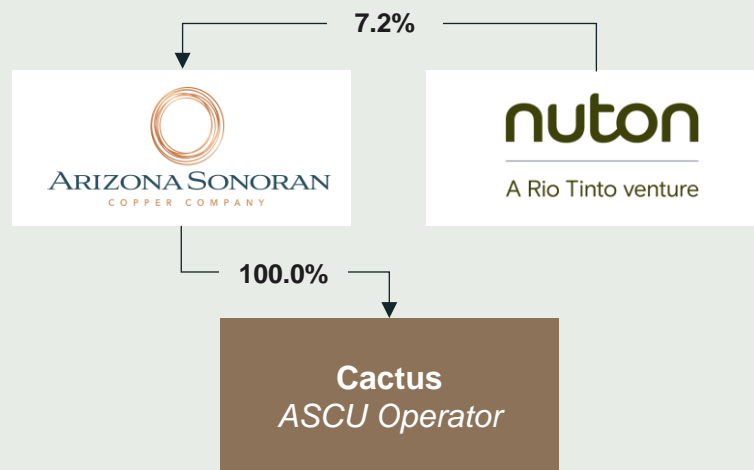 7.2%
ARIZONA SONORAN
COPPER COMPANY
nuton
A Rio Tinto venture
100.0%
Cactus
ASCU Operator